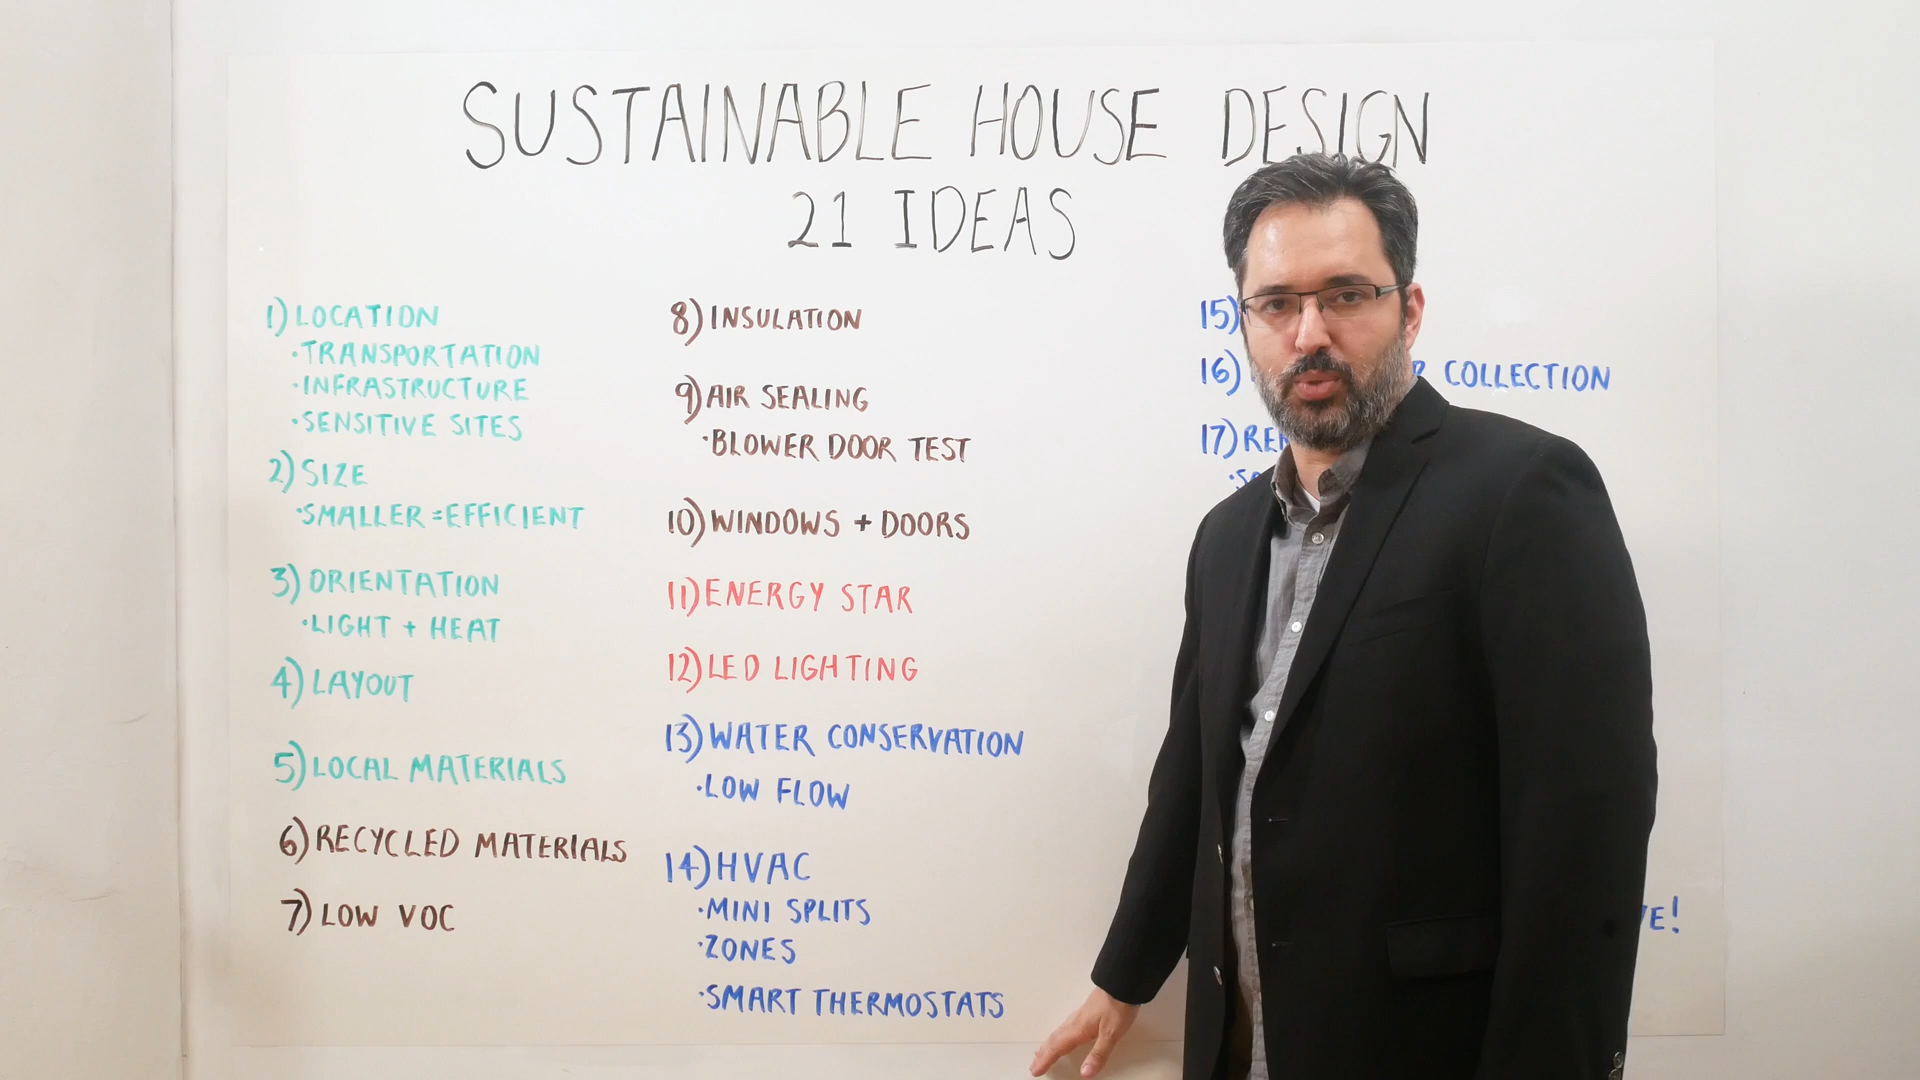 SUSTAINABLE HOUSE DESIGN
21 IDEAS
1) LOCATION
·TRANSPORTATION
·INFRASTRUCTURE
·SENSITIVE SITES
2) SIZE
·SMALLER = EFFICIENT
3) ORIENTATION
·LIGHT + HEAT
4) LAYOUT
5) LOCAL MATERIALS
6) RECYCLED MATERIALS
7) LOW VOC
8) INSULATION
9) AIR SEALING
·BLOWER DOOR TEST
10) WINDOWS + DOORS
11) ENERGY STAR
12) LED LIGHTING
13) WATER CONSERVATION
·LOW FLOW
14) HVAC
·MINI SPLITS
·ZONES
·SMART THERMOSTATS
15)
16) COLLECTION
17)